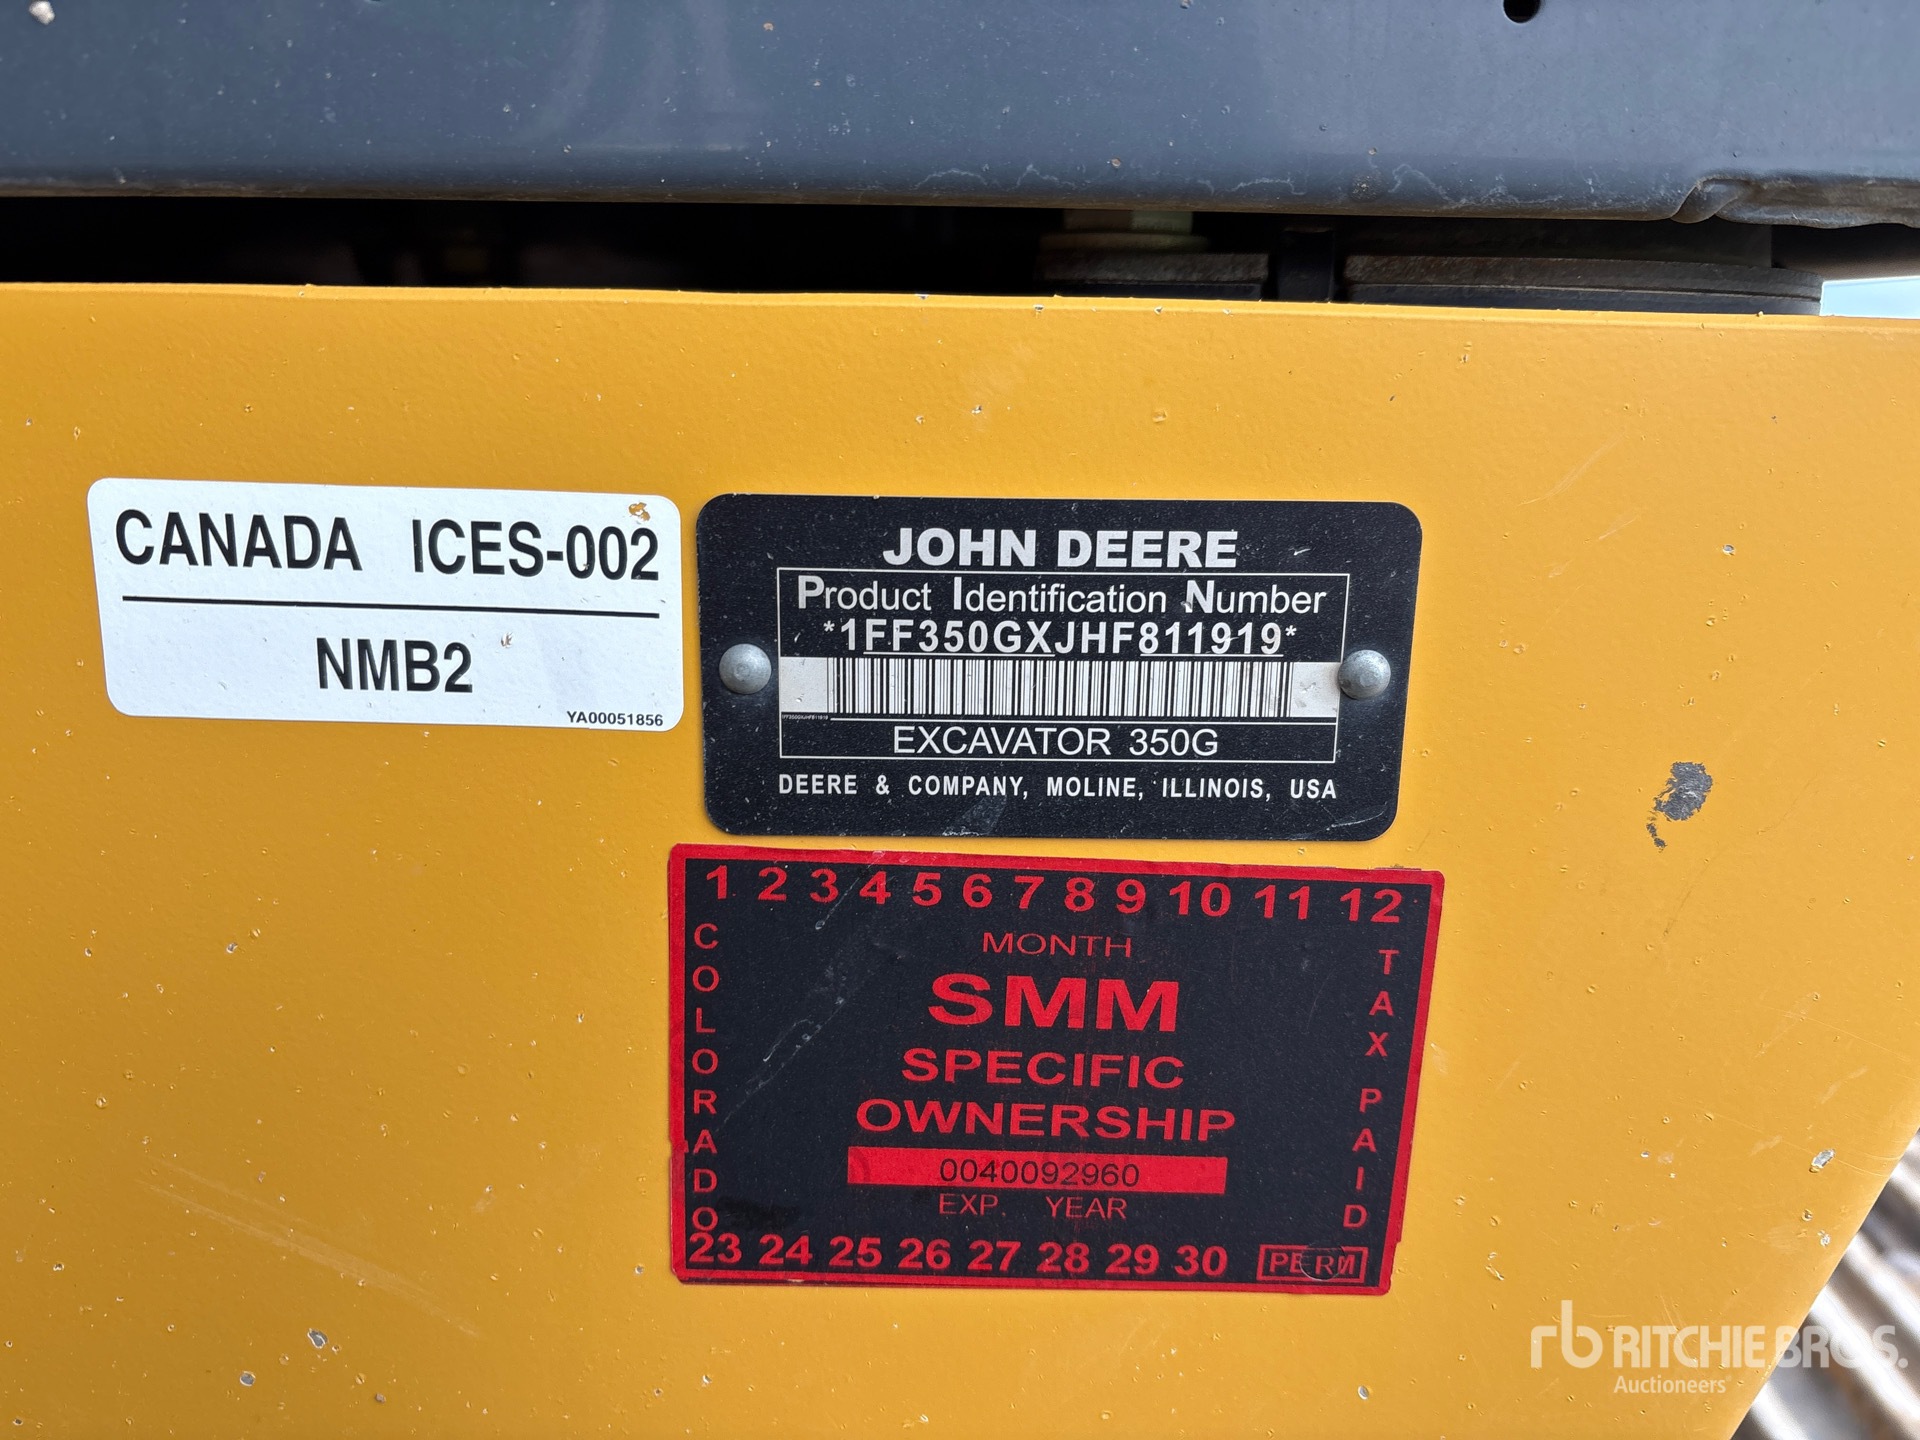 CANADA ICES-002
NMB2
YA00051856
JOHN DEERE
Product Identification Number
*1FF350GXJHF811919*
1FF350GXJHF811919
EXCAVATOR 350G
DEERE & COMPANY, MOLINE, ILLINOIS, USA
1 2 3 4 5 6 7 8 9 10 11 12
MONTH
COLORADO
SMM
SPECIFIC
OWNERSHIP
0040092960
EXP. YEAR
TAX PAID
23 24 25 26 27 28 29 30 PERM
rb RITCHIE BROS.
Auctioneers